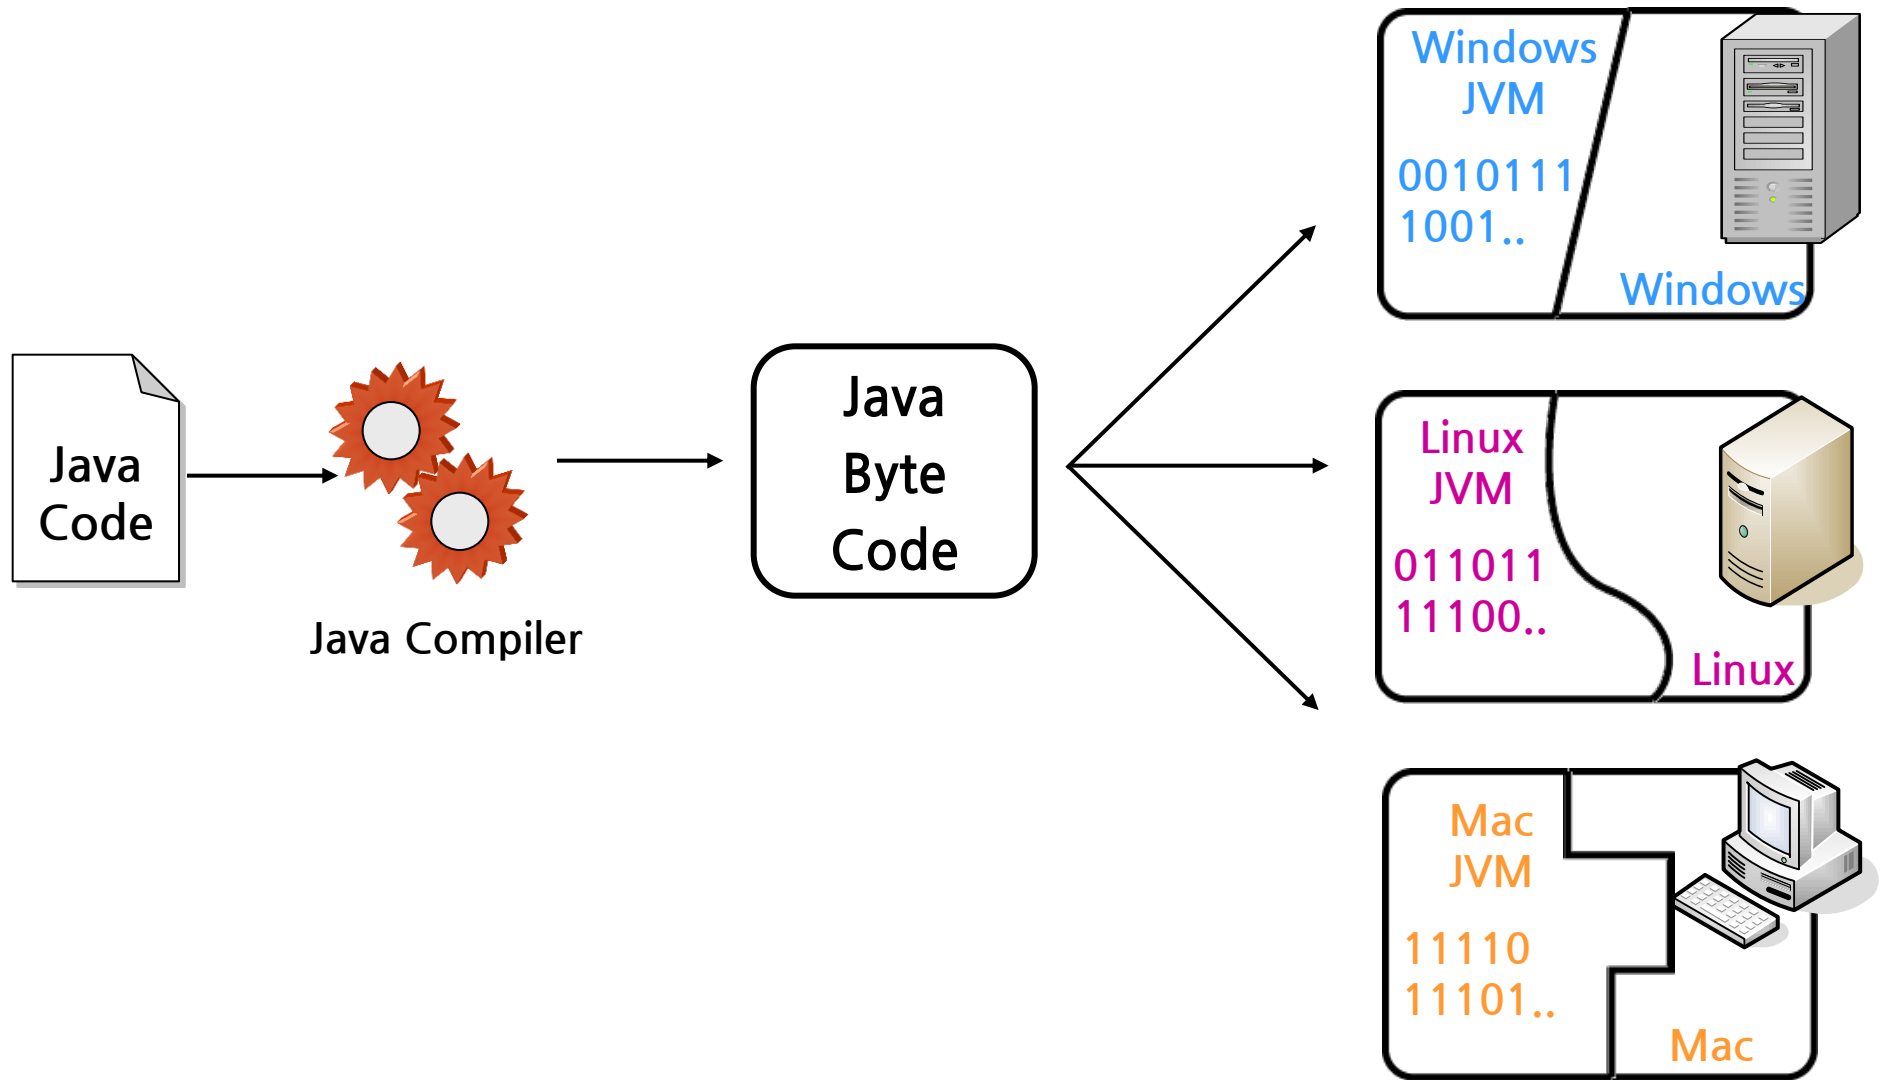 Java
Code
Java Compiler
Java
Byte
Code
Windows
JVM
0010111
1001..
Windows
Linux
JVM
011011
11100..
Linux
Mac
JVM
11110
11101..
Mac